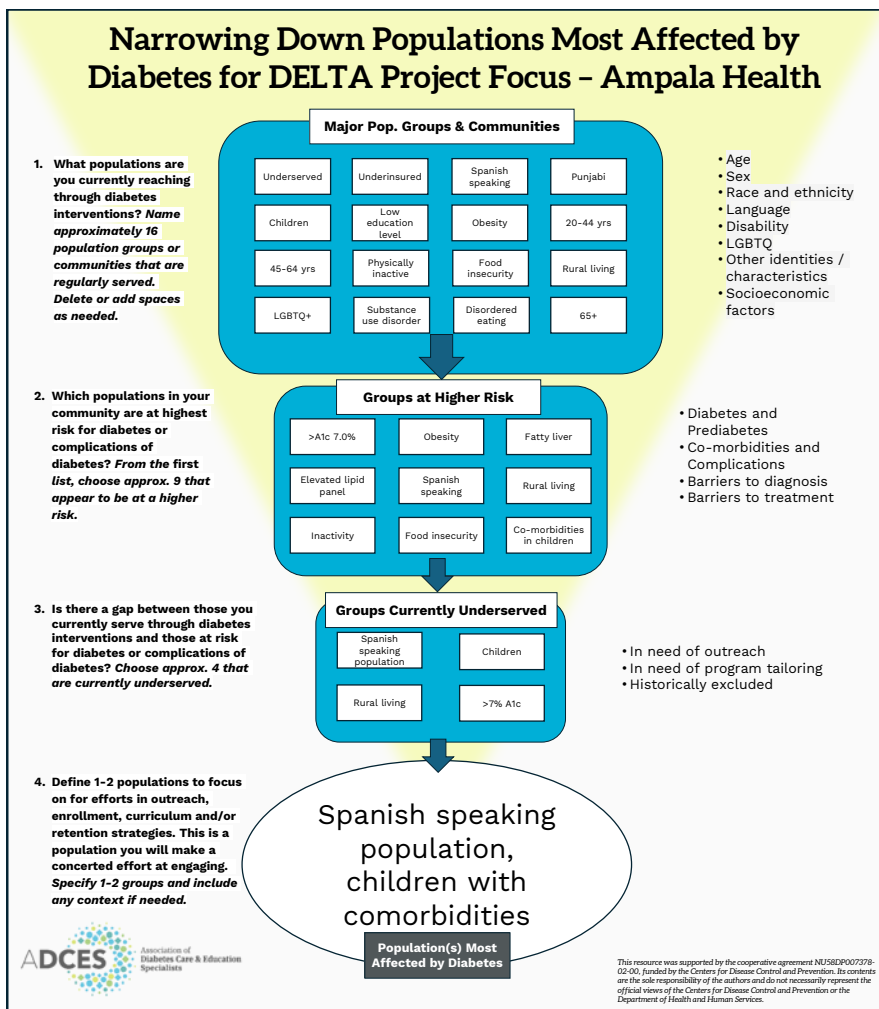 Narrowing Down Populations Most Affected by
Diabetes for DELTA Project Focus – Ampala Health
Major Pop. Groups & Communities
1. What populations are
you currently reaching
through diabetes
interventions? Name
approximately 16
population groups or
communities that are
regularly served.
Delete or add spaces
as needed.
Underserved
Underinsured
Spanish
speaking
Punjabi
Children
Low
education
level
Obesity
20-44 yrs
45-64 yrs
Physically
inactive
Food
insecurity
Rural living
LGBTQ+
Substance
use disorder
Disordered
eating
65+
• Age
• Sex
• Race and ethnicity
• Language
• Disability
• LGBTQ
• Other identities /
characteristics
• Socioeconomic
factors
Groups at Higher Risk
2. Which populations in your
community are at highest
risk for diabetes or
complications of
diabetes? From the first
list, choose approx. 9 that
appear to be at a higher
risk.
>A1c 7.0%
Obesity
Fatty liver
Elevated lipid
panel
Spanish
speaking
Rural living
Inactivity
Food insecurity
Co-morbidities
in children
• Diabetes and
Prediabetes
• Co-morbidities and
Complications
• Barriers to diagnosis
• Barriers to treatment
Groups Currently Underserved
3. Is there a gap between those you
currently serve through diabetes
interventions and those at risk
for diabetes or complications of
diabetes? Choose approx. 4 that
are currently underserved.
Spanish
speaking
population
Children
Rural living
>7% A1c
• In need of outreach
• In need of program tailoring
• Historically excluded
4. Define 1-2 populations to focus
on for efforts in outreach,
enrollment, curriculum and/or
retention strategies. This is a
population you will make a
concerted effort at engaging.
Specify 1-2 groups and include
any context if needed.
Spanish speaking
population,
children with
comorbidities
Population(s) Most
Affected by Diabetes
ADCES
Association of
Diabetes Care & Education
Specialists
This resource was supported by the cooperative agreement NU58DP007378-
02-00, funded by the Centers for Disease Control and Prevention. Its contents
are the sole responsibility of the authors and do not necessarily represent the
official views of the Centers for Disease Control and Prevention or the
Department of Health and Human Services.